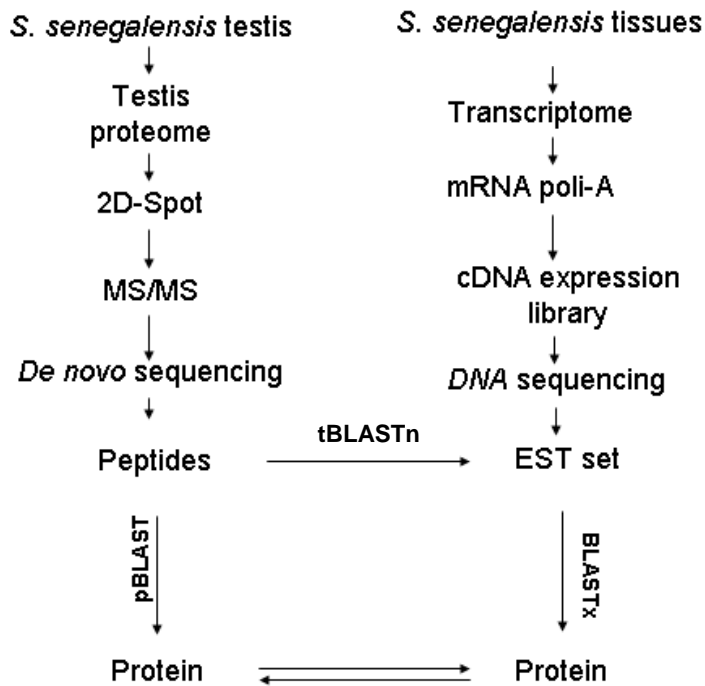 S. senegalensis testis
Testis
proteome
2D-Spot
MS/MS
De novo sequencing
Peptides
pBLAST
Protein
tBLASTn
S. senegalensis tissues
Transcriptome
mRNA poli-A
cDNA expression
library
DNA sequencing
EST set
BLASTx
Protein